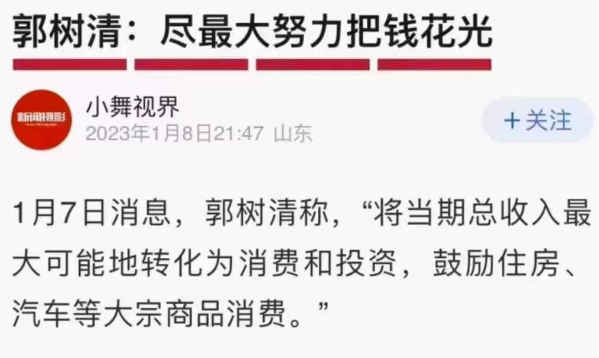 郭树清：尽最大努力把钱花光
新闻摄影
小舞视界
2023年1月8日21:47 山东
+关注
1月7日消息，郭树清称，“将当期总收入最
大可能地转化为消费和投资，鼓励住房、
汽车等大宗商品消费。”